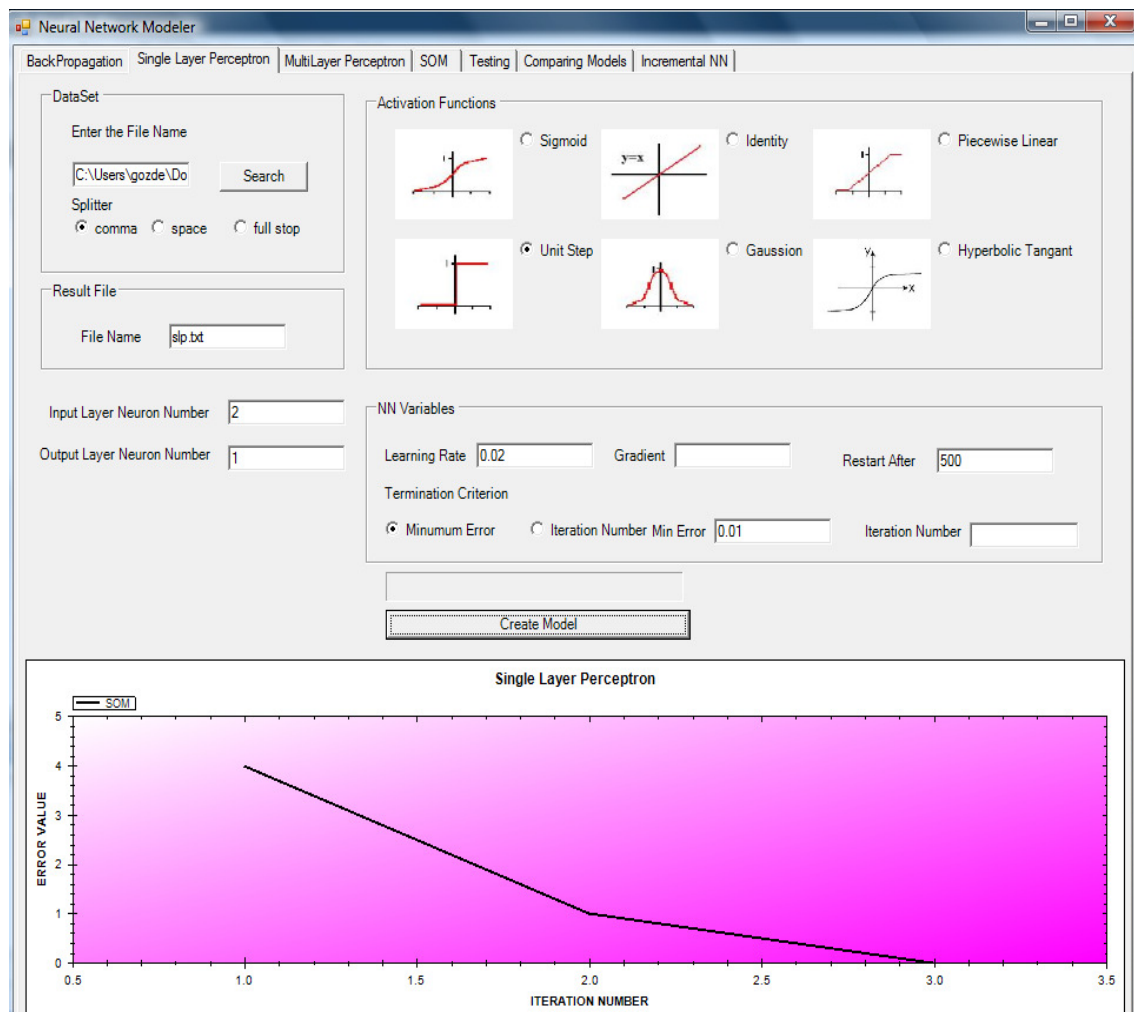 Neural Network Modeler
BackPropagation Single Layer Perceptron MultiLayer Perceptron SOM Testing Comparing Models Incremental NN
DataSet
Enter the File Name
C:\Users\gozde\Do
Search
Splitter
comma space full stop
Result File
File Name slp.txt
Input Layer Neuron Number 2
Output Layer Neuron Number 1
Activation Functions
1 Sigmoid
y=x Identity
1 Piecewise Linear
1 Unit Step
1 Gaussion
Y X Hyperbolic Tangant
NN Variables
Learning Rate 0.02 Gradient Restart After 500
Termination Criterion
Minumum Error Iteration Number Min Error 0.01 Iteration Number
Create Model
Single Layer Perceptron
SOM
ERROR VALUE
5
4
3
2
1
0
0.5 1.0 1.5 2.0 2.5 3.0 3.5
ITERATION NUMBER